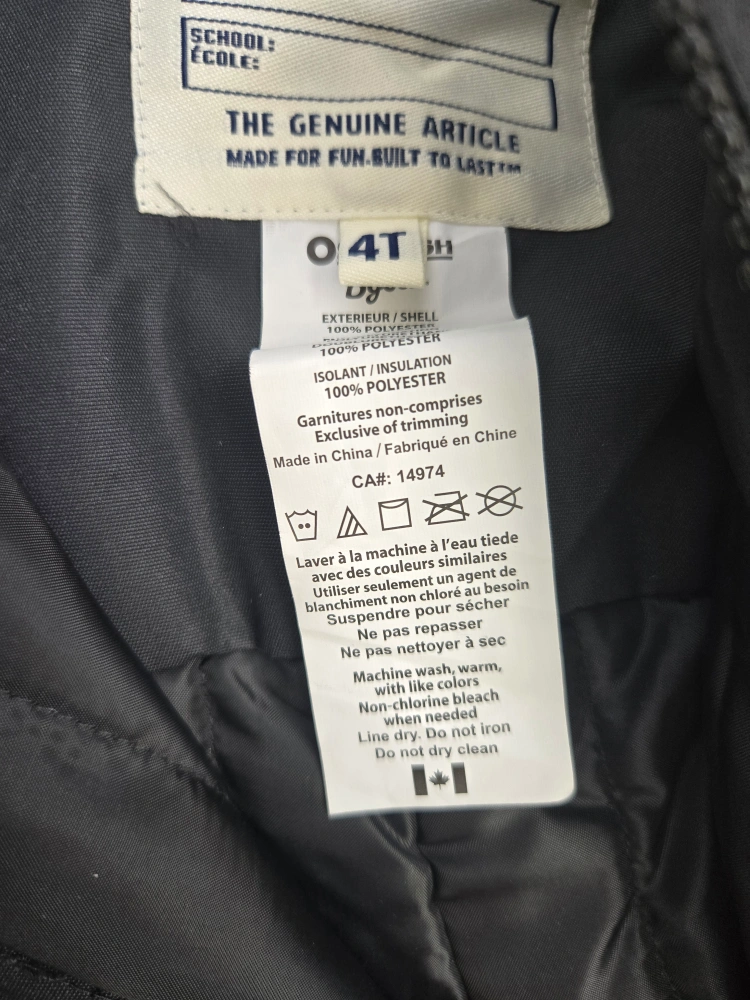 SCHOOL:
ÉCOLE:
THE GENUINE ARTICLE
MADE FOR FUN.BUILT TO LAST™
4T
EXTERIEUR / SHELL
100% POLYESTER
100% POLYESTER
ISOLANT / INSULATION
100% POLYESTER
Garnitures non-comprises
Exclusive of trimming
Made in China / Fabriqué en Chine
CA#: 14974
Laver à la machine à l'eau tiede
avec des couleurs similaires
Utiliser seulement un agent de
blanchiment non chloré au besoin
Suspendre pour sécher
Ne pas repasser
Ne pas nettoyer à sec
Machine wash, warm,
with like colors
Non-chlorine bleach
when needed
Line dry. Do not iron
Do not dry clean